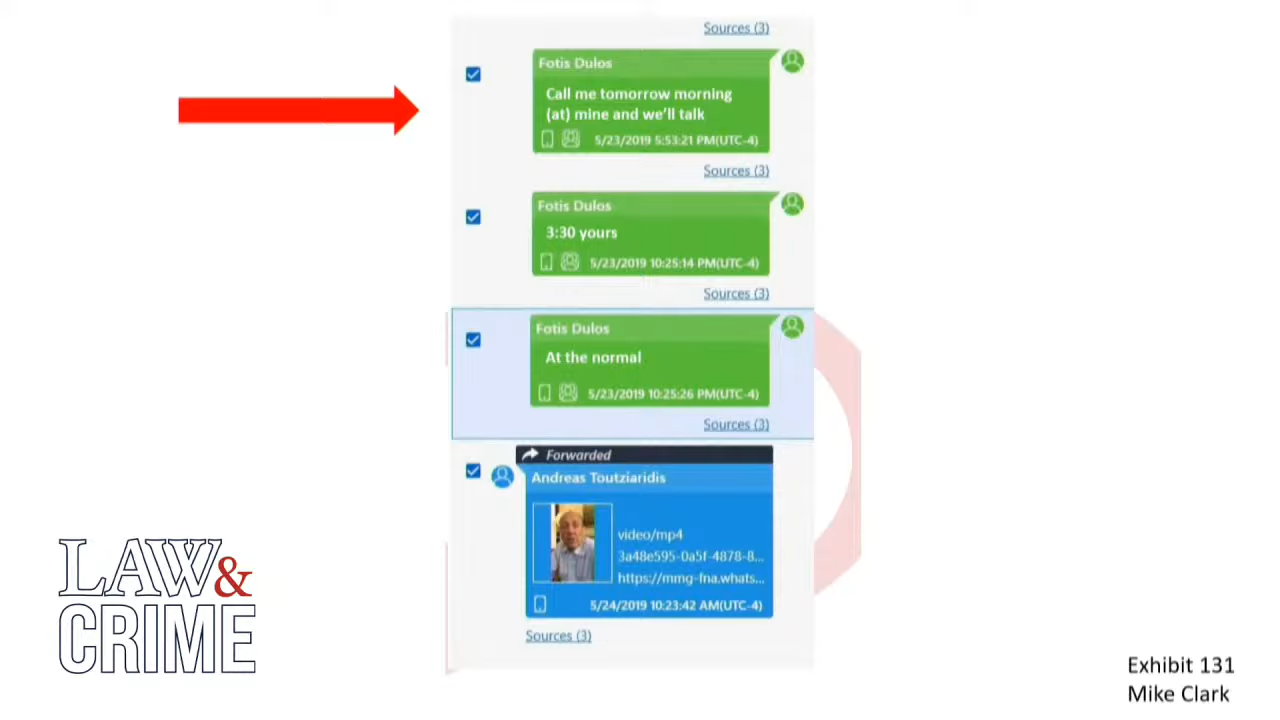 Sources (3)
Fotis Dulos
Call me tomorrow morning
(at) mine and we'll talk
5/23/2019 5:53:21 PM(UTC-4)
Sources (3)
Fotis Dulos
3:30 yours
5/23/2019 10:25:14 PM(UTC-4)
Sources (3)
Fotis Dulos
At the normal
5/23/2019 10:25:26 PM(UTC-4)
Sources (3)
Forwarded
Andreas Toutziaridis
video/mp4
3a48e595-0a5f-4878-8...
https://mmg-fna.whats...
5/24/2019 10:23:42 AM(UTC-4)
Sources (3)
LAW&
CRIME
Exhibit 131
Mike Clark